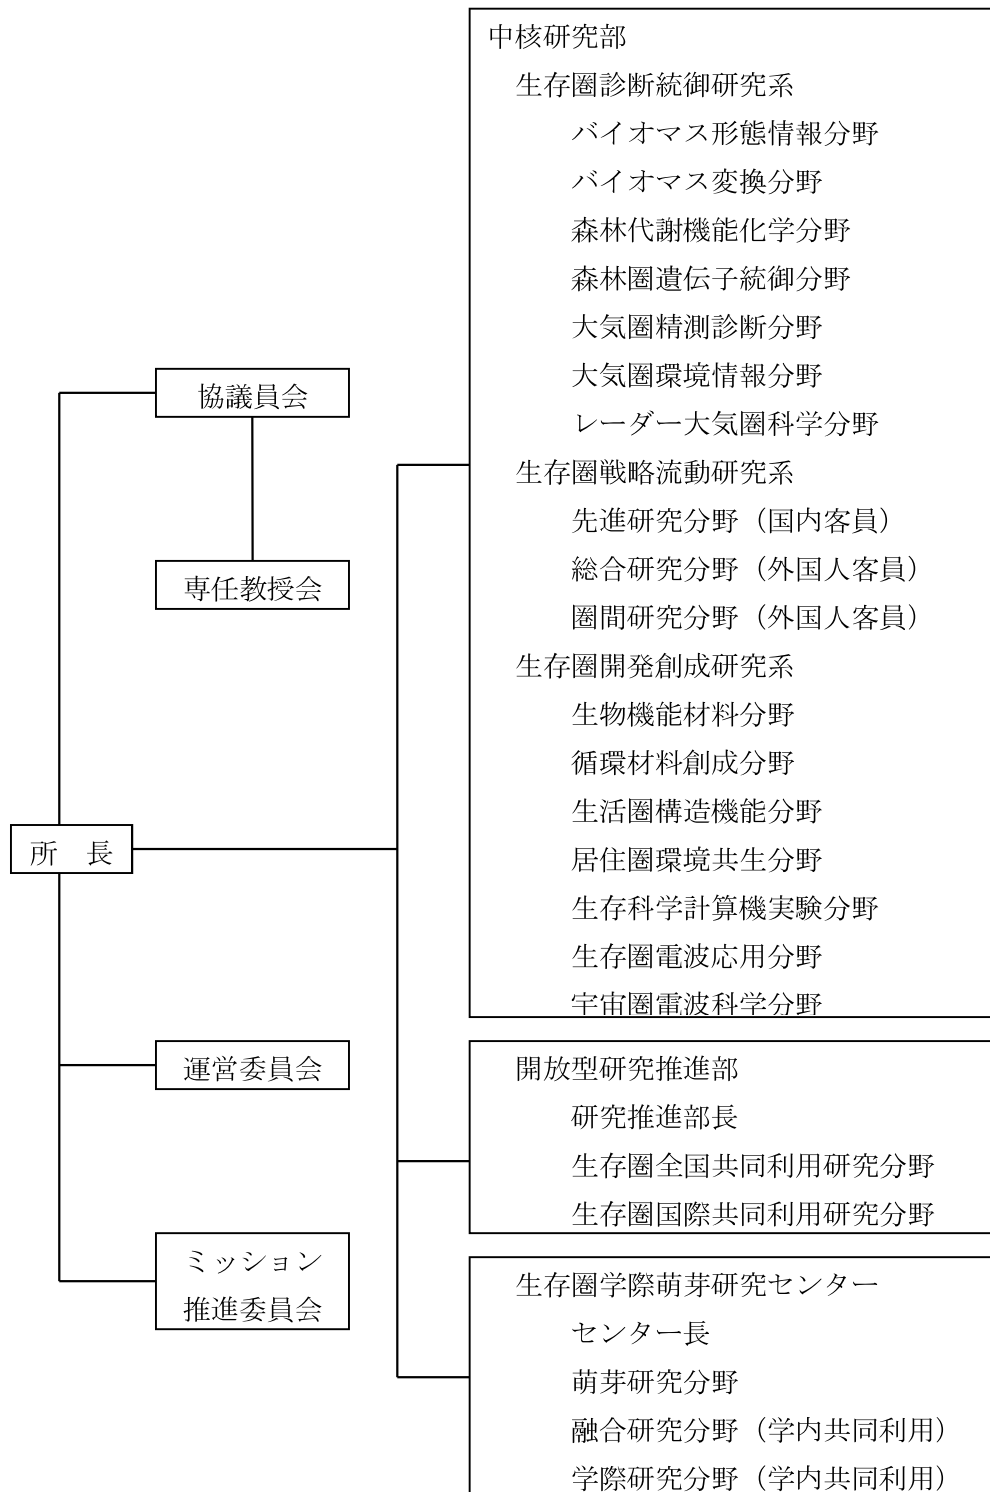 中核研究部
生存圏診断統御研究系
バイオマス形態情報分野
バイオマス変換分野
森林代謝機能化学分野
森林圏遺伝子統御分野
大気圏精測診断分野
大気圏環境情報分野
レーダー大気圏科学分野
生存圏戦略流動研究系
先進研究分野（国内客員）
総合研究分野（外国人客員）
圏間研究分野（外国人客員）
生存圏開発創成研究系
生物機能材料分野
循環材料創成分野
生活圏構造機能分野
居住圏環境共生分野
生存科学計算機実験分野
生存圏電波応用分野
宇宙圏電波科学分野
協議員会
専任教授会
所　長
運営委員会
ミッション
推進委員会
開放型研究推進部
研究推進部長
生存圏全国共同利用研究分野
生存圏国際共同利用研究分野
生存圏学際萌芽研究センター
センター長
萌芽研究分野
融合研究分野（学内共同利用）
学際研究分野（学内共同利用）